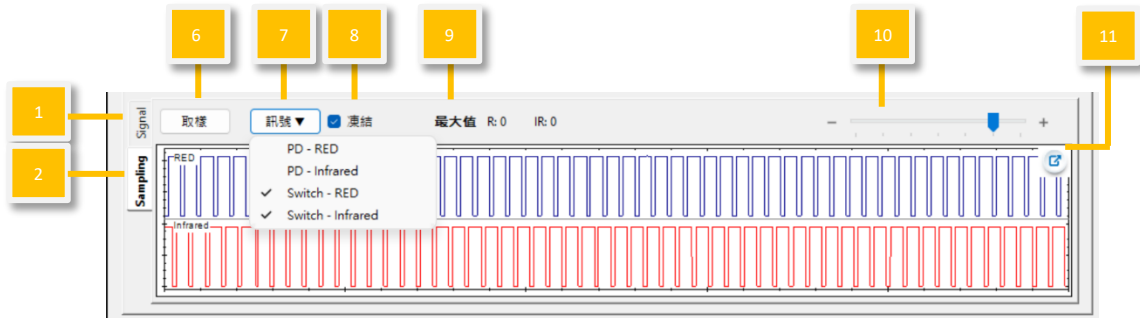 6
7
8
9
10
11
1
2
Signal
Sampling
取樣
訊號▼
凍結
最大值 R: 0 IR: 0
PD - RED
PD - Infrared
Switch - RED
Switch - Infrared
RED
Infrared